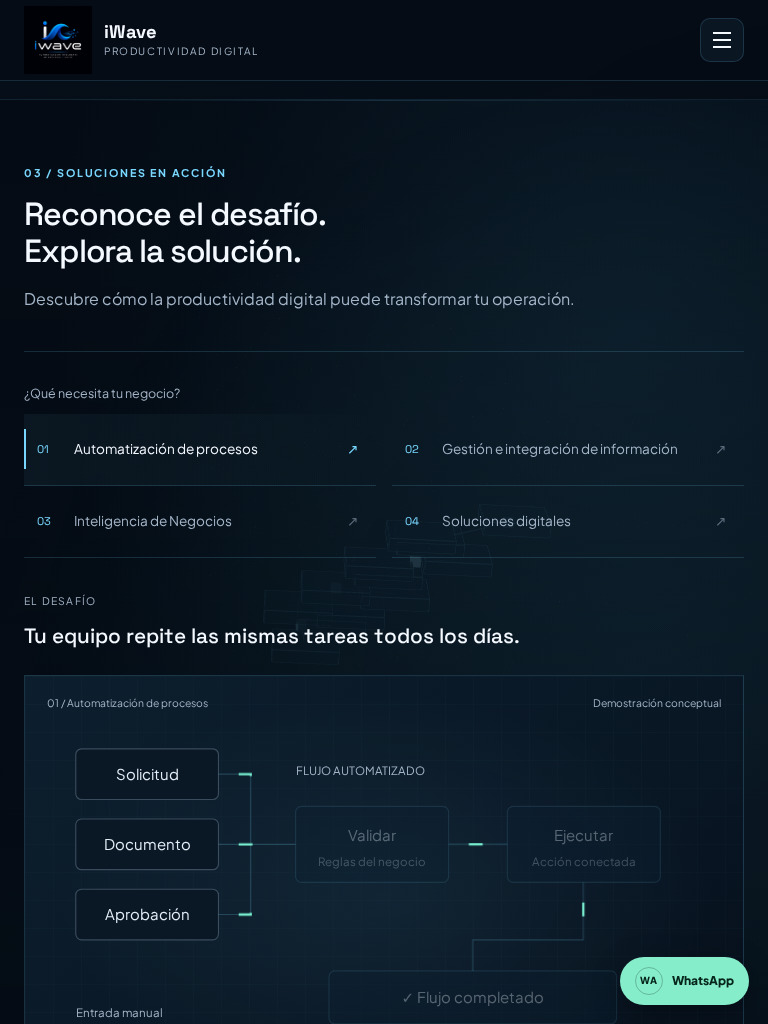 iwave
iWave
PRODUCTIVIDAD DIGITAL
03 / SOLUCIONES EN ACCIÓN
Reconoce el desafío.
Explora la solución.
Descubre cómo la productividad digital puede transformar tu operación.
¿Qué necesita tu negocio?
01 Automatización de procesos ↗
02 Gestión e integración de información ↗
03 Inteligencia de Negocios ↗
04 Soluciones digitales ↗
EL DESAFÍO
Tu equipo repite las mismas tareas todos los días.
01 / Automatización de procesos
Demostración conceptual
Solicitud
Documento
Aprobación
FLUJO AUTOMATIZADO
Validar
Reglas del negocio
Ejecutar
Acción conectada
✓ Flujo completado
Entrada manual
WA WhatsApp